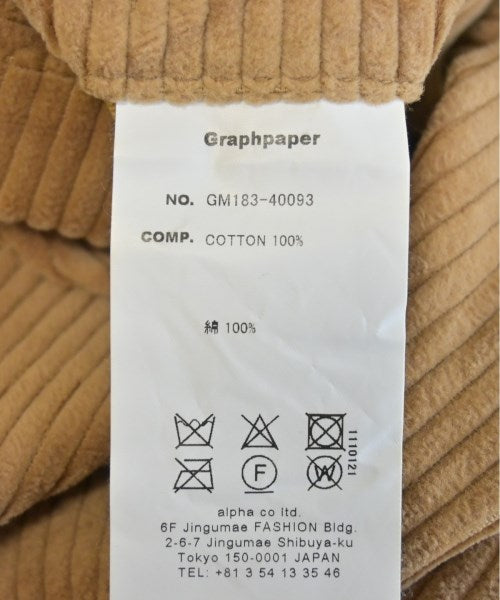 Graphpaper
NO. GM183-40093
COMP. COTTON 100%
綿 100%
1110121
F
W
alpha co ltd.
6F Jingumae FASHION Bldg.
2-6-7 Jingumae Shibuya-ku
Tokyo 150-0001 JAPAN
TEL: +81 3 54 13 35 46